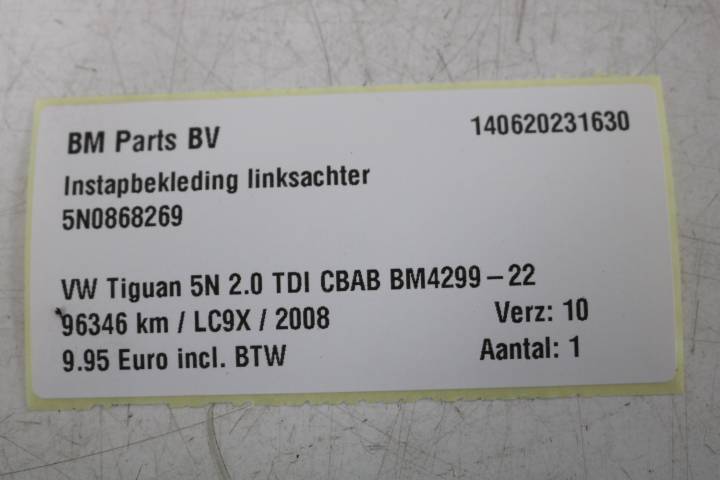 BM Parts BV 140620231630
Instapbekleding linksachter
5N0868269
VW Tiguan 5N 2.0 TDI CBAB BM4299-22
96346 km / LC9X / 2008 Verz: 10
9.95 Euro incl. BTW Aantal: 1